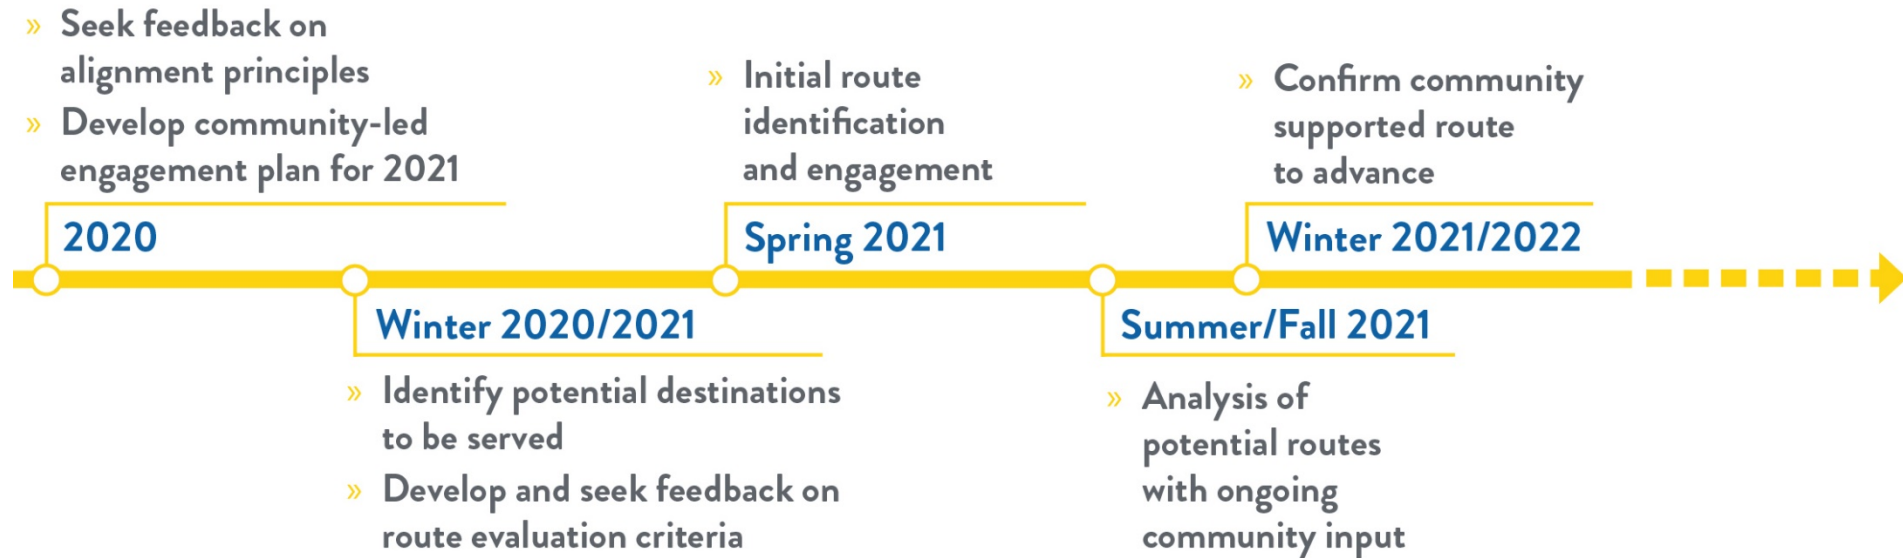 » Seek feedback on
alignment principles
» Develop community-led
engagement plan for 2021
2020
Winter 2020/2021
» Identify potential destinations
to be served
» Develop and seek feedback on
route evaluation criteria
» Initial route
identification
and engagement
Spring 2021
Summer/Fall 2021
» Analysis of
potential routes
with ongoing
community input
» Confirm community
supported route
to advance
Winter 2021/2022